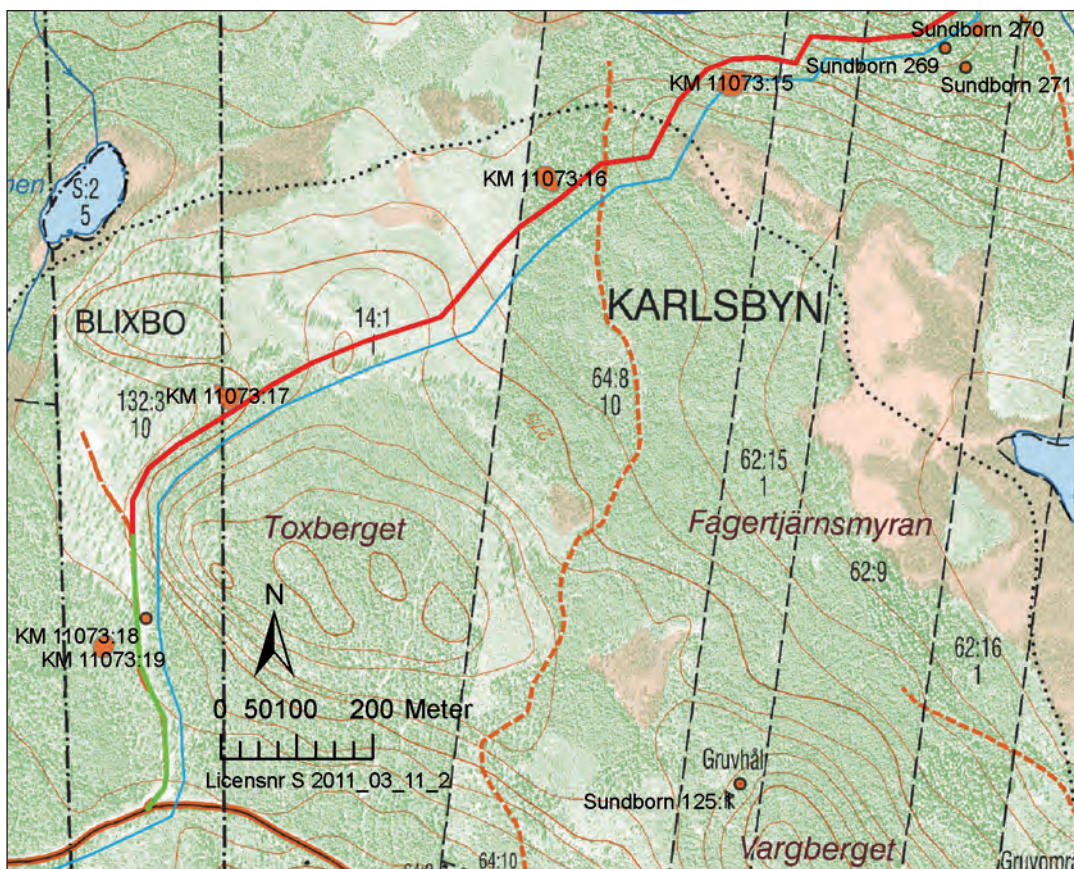 Sundborn 270
Sundborn 269
Sundborn 271
KM 11073:15
KM 11073:16
S:2
5
BLIXBO
14:1
KARLSBYN
KM 11073:17
132:3
10
64:8
10
275
62:15
1
Toxberget
Fagertjärnsmyran
62:9
N
KM 11073:18
KM 11073:19
62:16
1
0 50100 200 Meter
Licensnr S 2011_03_11_2
Gruvhål
Sundborn 125:1
Vargberget
64:10